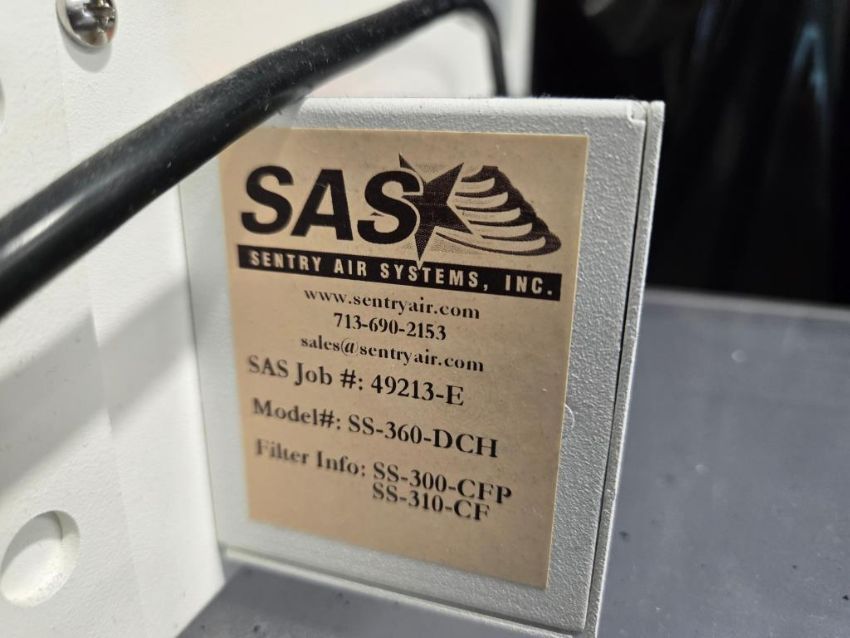 SAS
SENTRY AIR SYSTEMS, INC.
www.sentryair.com
713-690-2153
sales@sentryair.com
SAS Job #: 49213-E
Model#: SS-360-DCH
Filter Info: SS-300-CFP
SS-310-CF